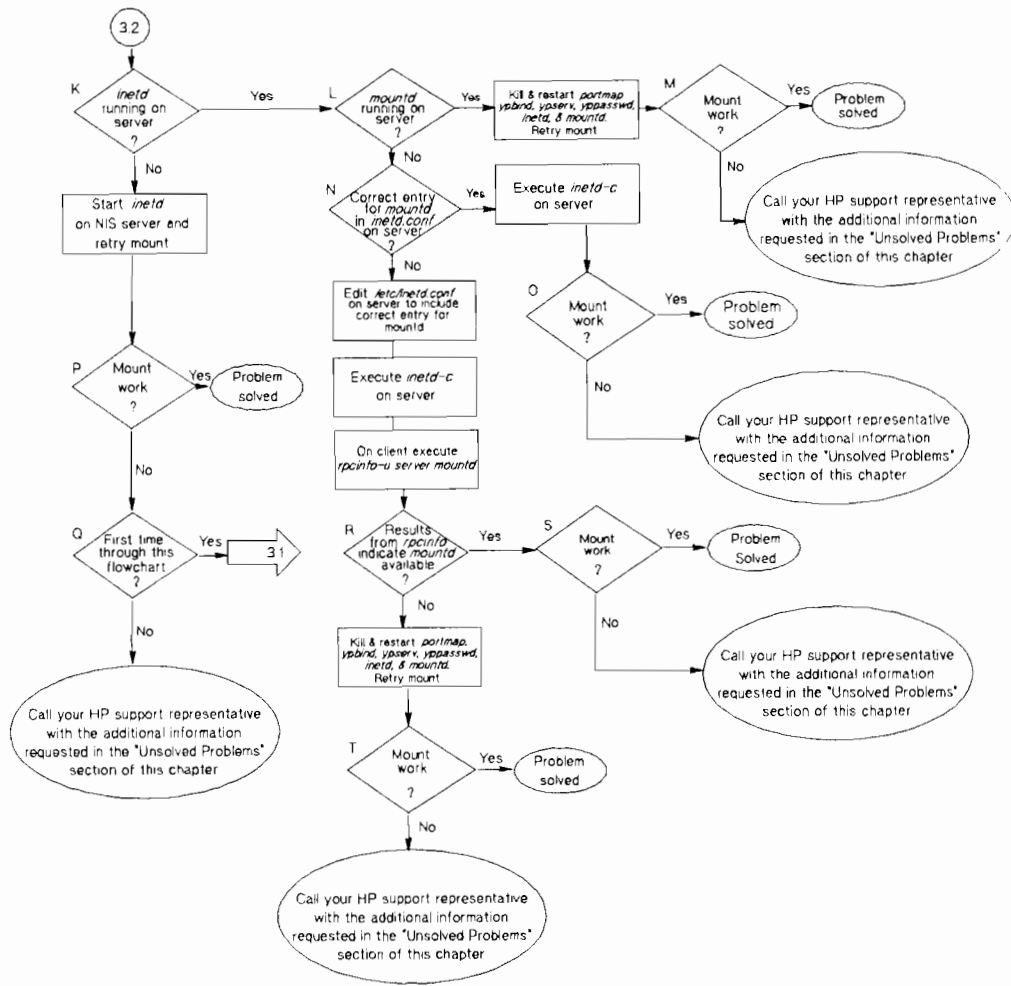 3.2
K
inetd
running on
server
?
Yes
No
Start inetd
on NIS server and
retry mount
P
Mount
work
?
Yes
Problem
solved
No
Q
First time
through this
flowchart
?
Yes
3.1
No
Call your HP support representative
with the additional information
requested in the "Unsolved Problems"
section of this chapter
L
mountd
running on
server
?
Yes
Kill & restart portmap
ypbind, ypserv, yppasswd,
inetd, & mountd.
Retry mount
M
Mount
work
?
Yes
Problem
solved
No
Call your HP support representative
with the additional information
requested in the "Unsolved Problems"
section of this chapter
No
N
Correct entry
for mountd
in inetd.conf
on server
?
Yes
Execute inetd-c
on server
O
Mount
work
?
Yes
Problem
solved
No
Call your HP support representative
with the additional information
requested in the "Unsolved Problems"
section of this chapter
No
Edit /etc/inetd.conf
on server to include
correct entry for
mountd
Execute inetd-c
on server
On client execute
rpcinfo-u server mountd
R
Results
from rpcinfo
indicate mountd
available
?
Yes
S
Mount
work
?
Yes
Problem
Solved
No
Call your HP support representative
with the additional information
requested in the "Unsolved Problems"
section of this chapter
No
Kill & restart portmap,
ypbind, ypserv, yppasswd,
inetd, & mountd.
Retry mount
T
Mount
work
?
Yes
Problem
solved
No
Call your HP support representative
with the additional information
requested in the "Unsolved Problems"
section of this chapter